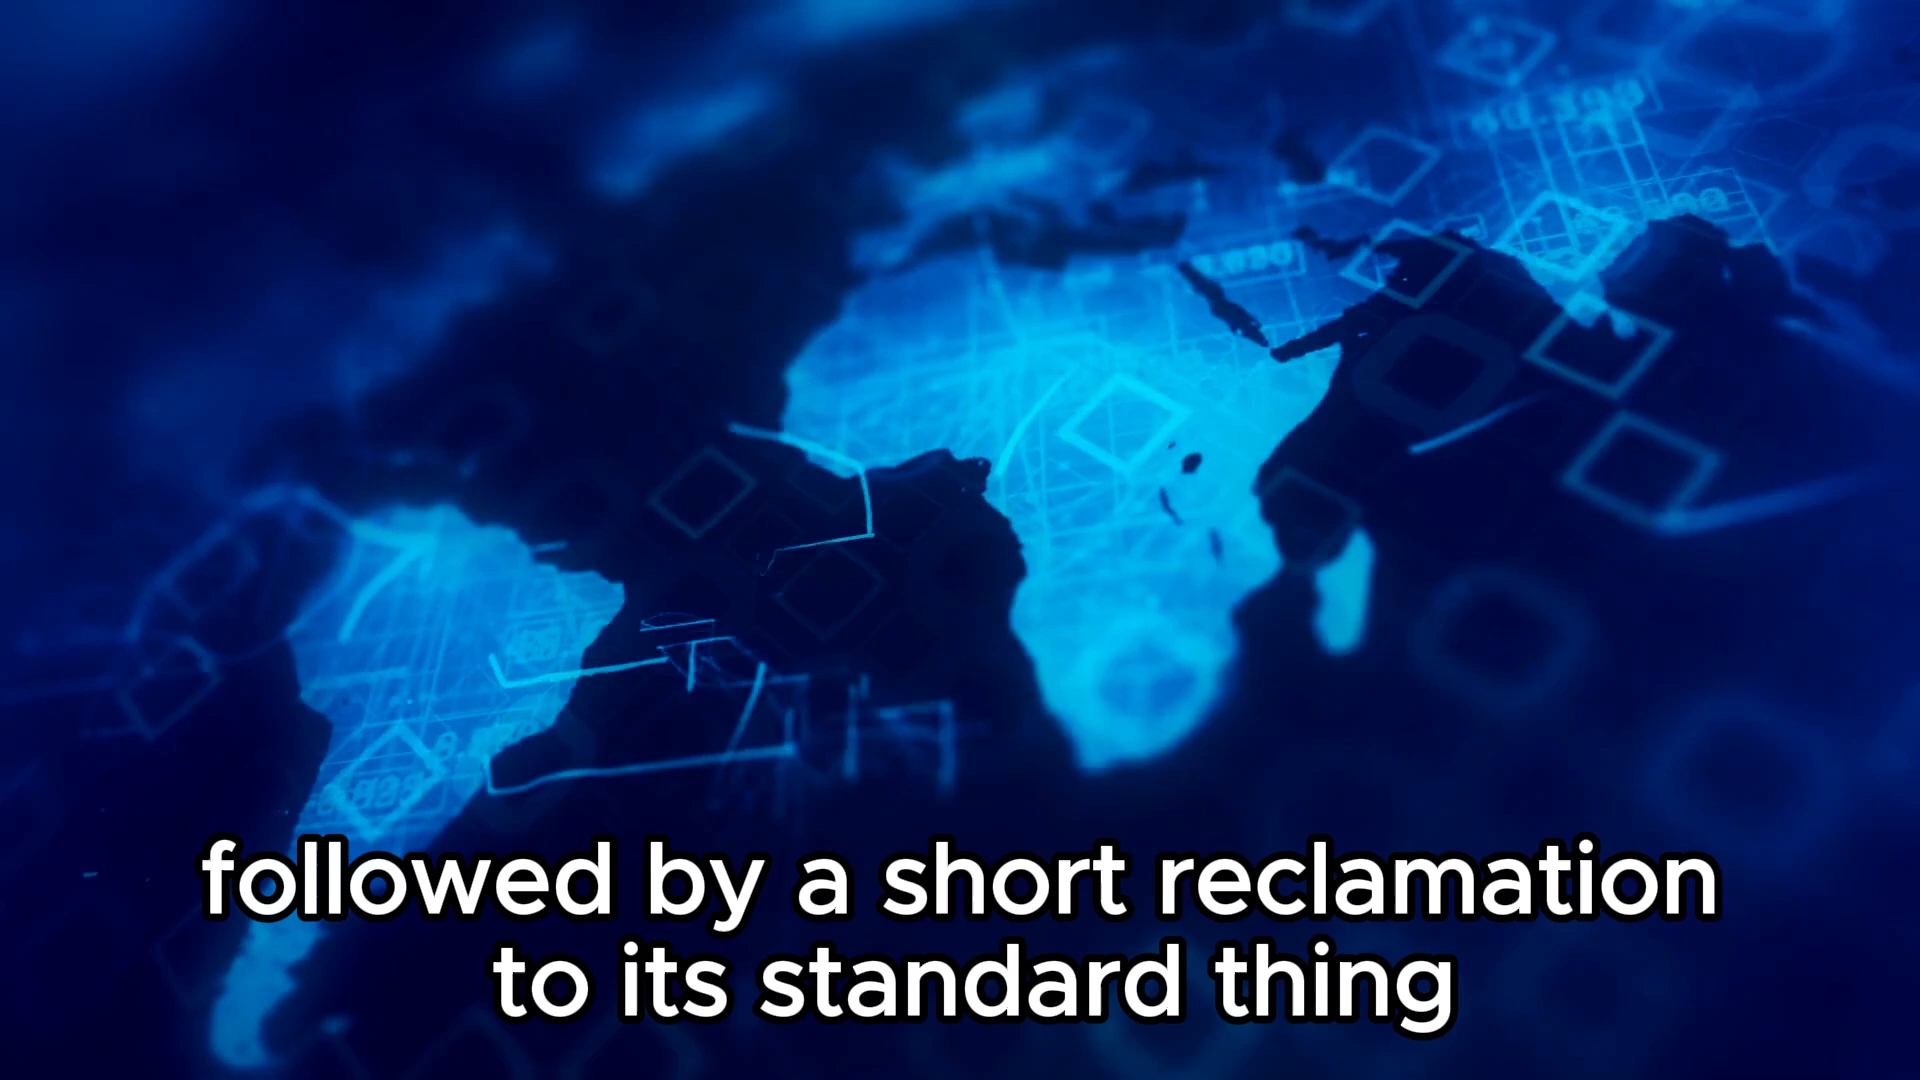 followed by a short reclamation
to its standard thing